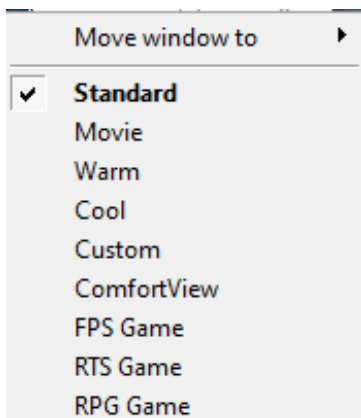 Move window to
Standard
Movie
Warm
Cool
Custom
ComfortView
FPS Game
RTS Game
RPG Game